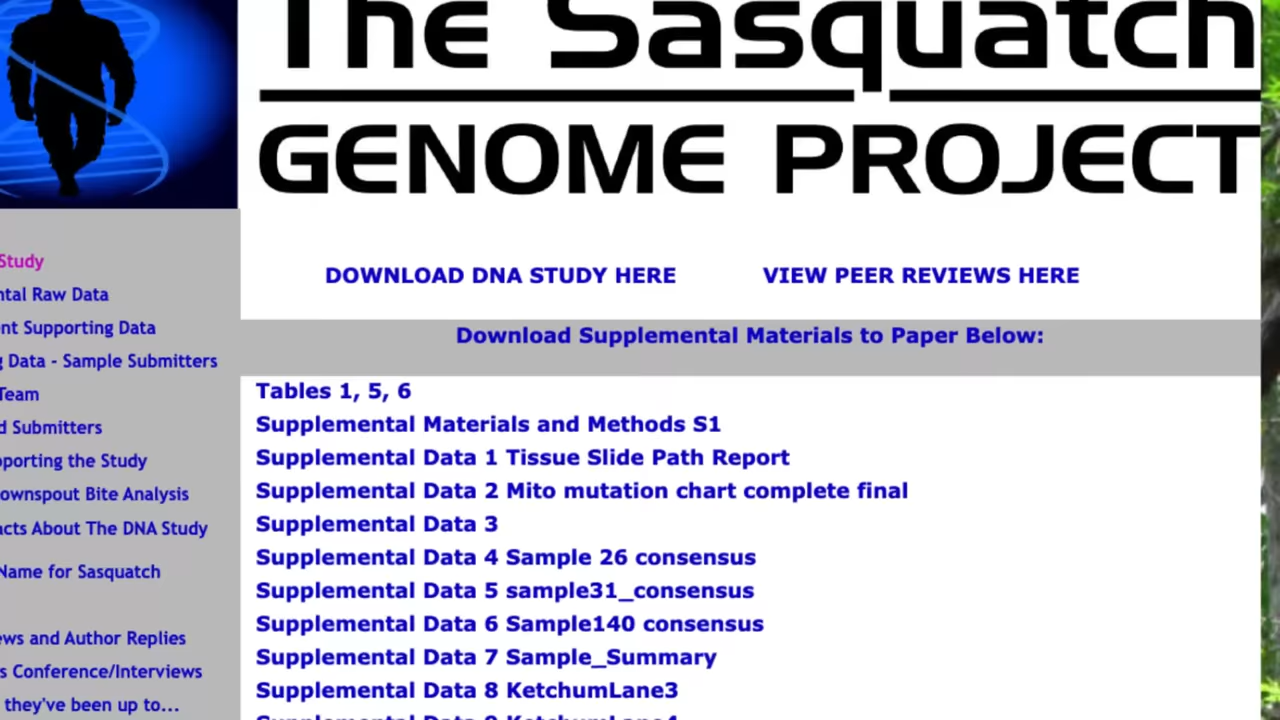 The Sasquatch
GENOME PROJECT
DOWNLOAD DNA STUDY HERE VIEW PEER REVIEWS HERE
Download Supplemental Materials to Paper Below:
Study
ntal Raw Data
nt Supporting Data
g Data - Sample Submitters
Team
d Submitters
porting the Study
ownspout Bite Analysis
acts About The DNA Study
Name for Sasquatch
ews and Author Replies
s Conference/Interviews
they've been up to...
Tables 1, 5, 6
Supplemental Materials and Methods S1
Supplemental Data 1 Tissue Slide Path Report
Supplemental Data 2 Mito mutation chart complete final
Supplemental Data 3
Supplemental Data 4 Sample 26 consensus
Supplemental Data 5 sample31_consensus
Supplemental Data 6 Sample140 consensus
Supplemental Data 7 Sample_Summary
Supplemental Data 8 KetchumLane3